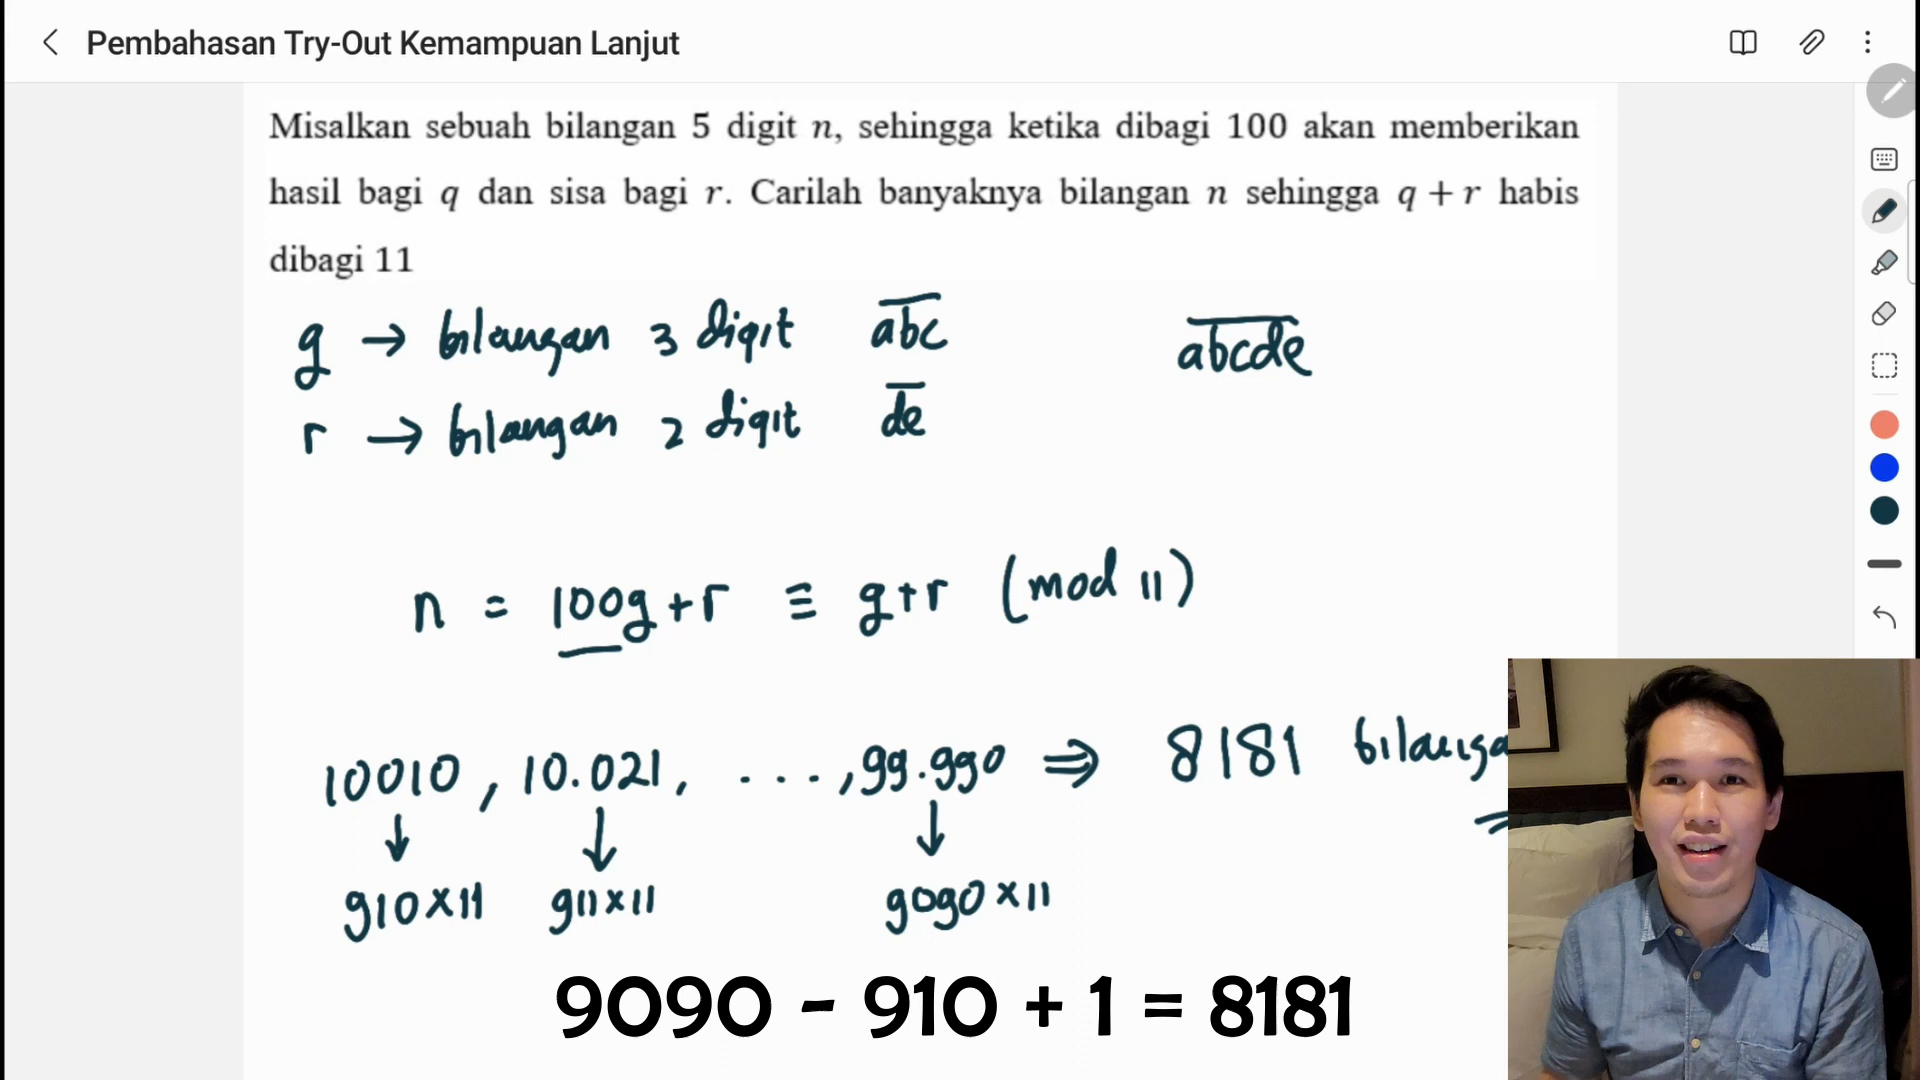 Pembahasan Try-Out Kemampuan Lanjut
Misalkan sebuah bilangan 5 digit n, sehingga ketika dibagi 100 akan memberikan
hasil bagi q dan sisa bagi r. Carilah banyaknya bilangan n sehingga q + r habis
dibagi 11
q → bilangan 3 digit abc
abcde
r → bilangan 2 digit de
n = 100q + r ≡ q + r (mod 11)
10010, 10.021, ..., 99.990 ⇒ 8181
↓ ↓ ↓
910 × 11 911 × 11 9090 × 11
9090 - 910 + 1 = 8181